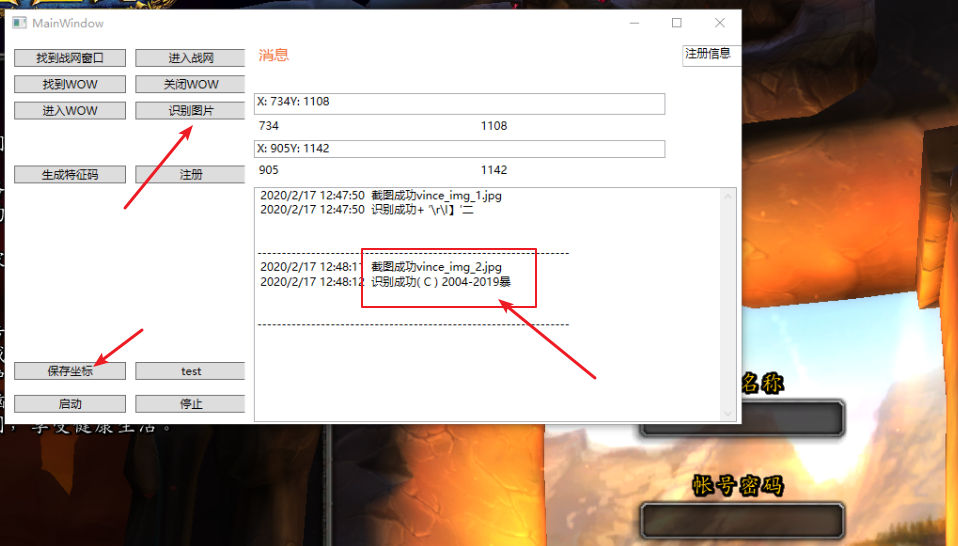 MainWindow
找到战网窗口 进入战网 消息 注册信息
找到WOW 关闭WOW
进入WOW 识别图片
X: 734Y: 1108
734 1108
X: 905Y: 1142
905 1142
生成特征码 注册
2020/2/17 12:47:50 截图成功vince_img_1.jpg
2020/2/17 12:47:50 识别成功+ '\r\l】'二
---------------------------------------------------------------
2020/2/17 12:48:11 截图成功vince_img_2.jpg
2020/2/17 12:48:12 识别成功( C ) 2004-2019暴
---------------------------------------------------------------
保存坐标 test
启动 停止
名称
享受健康生活。
帐号密码